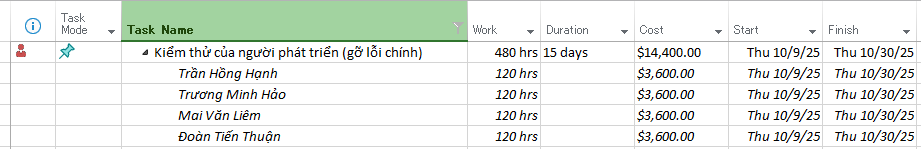 Task Mode Task Name Work Duration Cost Start Finish
Kiểm thử của người phát triển (gỡ lỗi chính) 480 hrs 15 days $14,400.00 Thu 10/9/25 Thu 10/30/25
Trần Hồng Hạnh 120 hrs $3,600.00 Thu 10/9/25 Thu 10/30/25
Trương Minh Hảo 120 hrs $3,600.00 Thu 10/9/25 Thu 10/30/25
Mai Văn Liêm 120 hrs $3,600.00 Thu 10/9/25 Thu 10/30/25
Đoàn Tiến Thuận 120 hrs $3,600.00 Thu 10/9/25 Thu 10/30/25